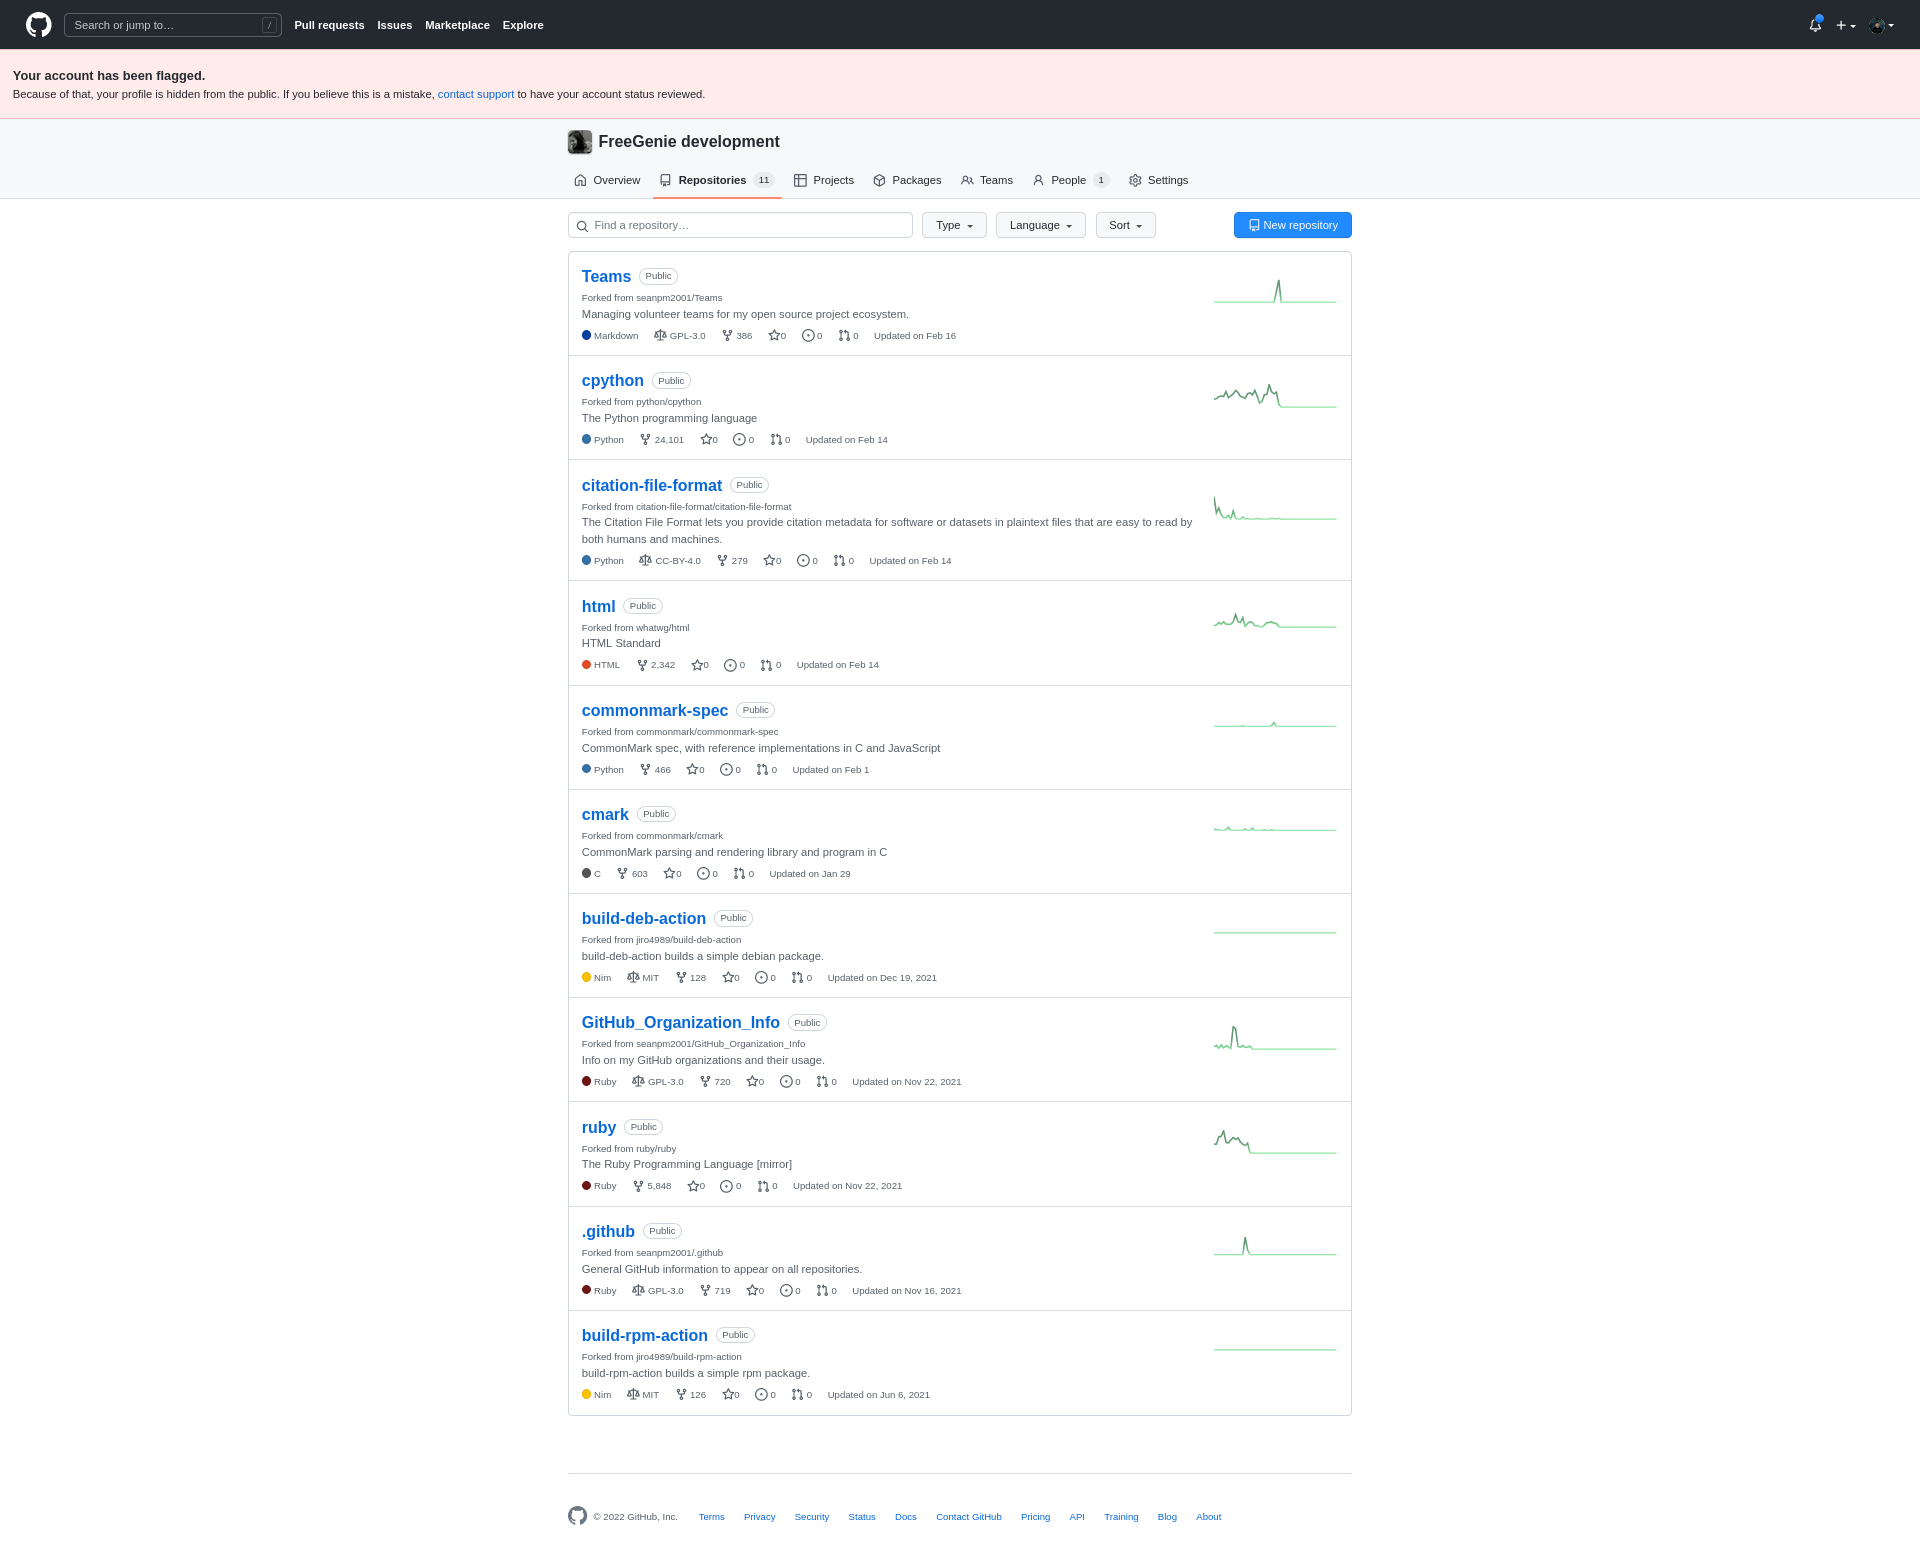 Search or jump to… /
Pull requests Issues Marketplace Explore
Your account has been flagged.
Because of that, your profile is hidden from the public. If you believe this is a mistake, contact support to have your account status reviewed.
FreeGenie development
Overview Repositories 11 Projects Packages Teams People 1 Settings
Find a repository… Type Language Sort New repository
Teams Public
Forked from seanpm2001/Teams
Managing volunteer teams for my open source project ecosystem.
Markdown GPL-3.0 386 0 0 0 Updated on Feb 16
cpython Public
Forked from python/cpython
The Python programming language
Python 24,101 0 0 0 Updated on Feb 14
citation-file-format Public
Forked from citation-file-format/citation-file-format
The Citation File Format lets you provide citation metadata for software or datasets in plaintext files that are easy to read by
both humans and machines.
Python CC-BY-4.0 279 0 0 0 Updated on Feb 14
html Public
Forked from whatwg/html
HTML Standard
HTML 2,342 0 0 0 Updated on Feb 14
commonmark-spec Public
Forked from commonmark/commonmark-spec
CommonMark spec, with reference implementations in C and JavaScript
Python 466 0 0 0 Updated on Feb 1
cmark Public
Forked from commonmark/cmark
CommonMark parsing and rendering library and program in C
C 603 0 0 0 Updated on Jan 29
build-deb-action Public
Forked from jiro4989/build-deb-action
build-deb-action builds a simple debian package.
Nim MIT 128 0 0 0 Updated on Dec 19, 2021
GitHub_Organization_Info Public
Forked from seanpm2001/GitHub_Organization_Info
Info on my GitHub organizations and their usage.
Ruby GPL-3.0 720 0 0 0 Updated on Nov 22, 2021
ruby Public
Forked from ruby/ruby
The Ruby Programming Language [mirror]
Ruby 5,848 0 0 0 Updated on Nov 22, 2021
.github Public
Forked from seanpm2001/.github
General GitHub information to appear on all repositories.
Ruby GPL-3.0 719 0 0 0 Updated on Nov 16, 2021
build-rpm-action Public
Forked from jiro4989/build-rpm-action
build-rpm-action builds a simple rpm package.
Nim MIT 126 0 0 0 Updated on Jun 6, 2021
© 2022 GitHub, Inc. Terms Privacy Security Status Docs Contact GitHub Pricing API Training Blog About